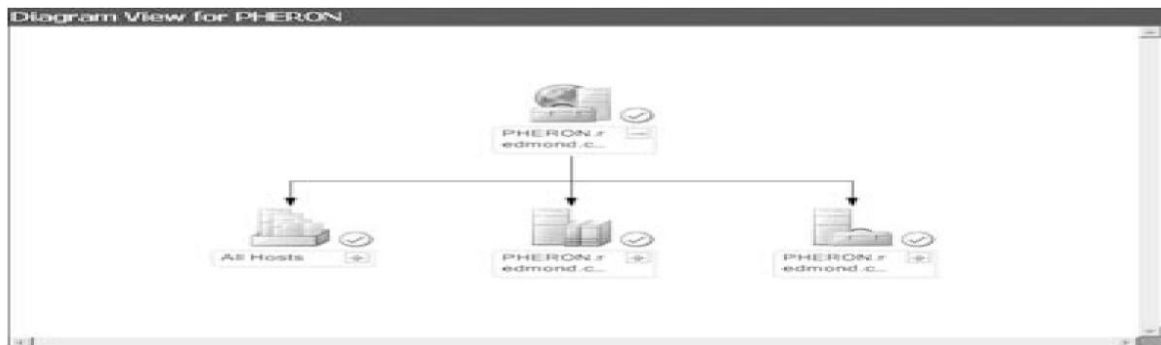 Diagram View for PHERON
PHERON.r
edmond.c...
All Hosts
PHERON.r
edmond.c...
PHERON.r
edmond.c...